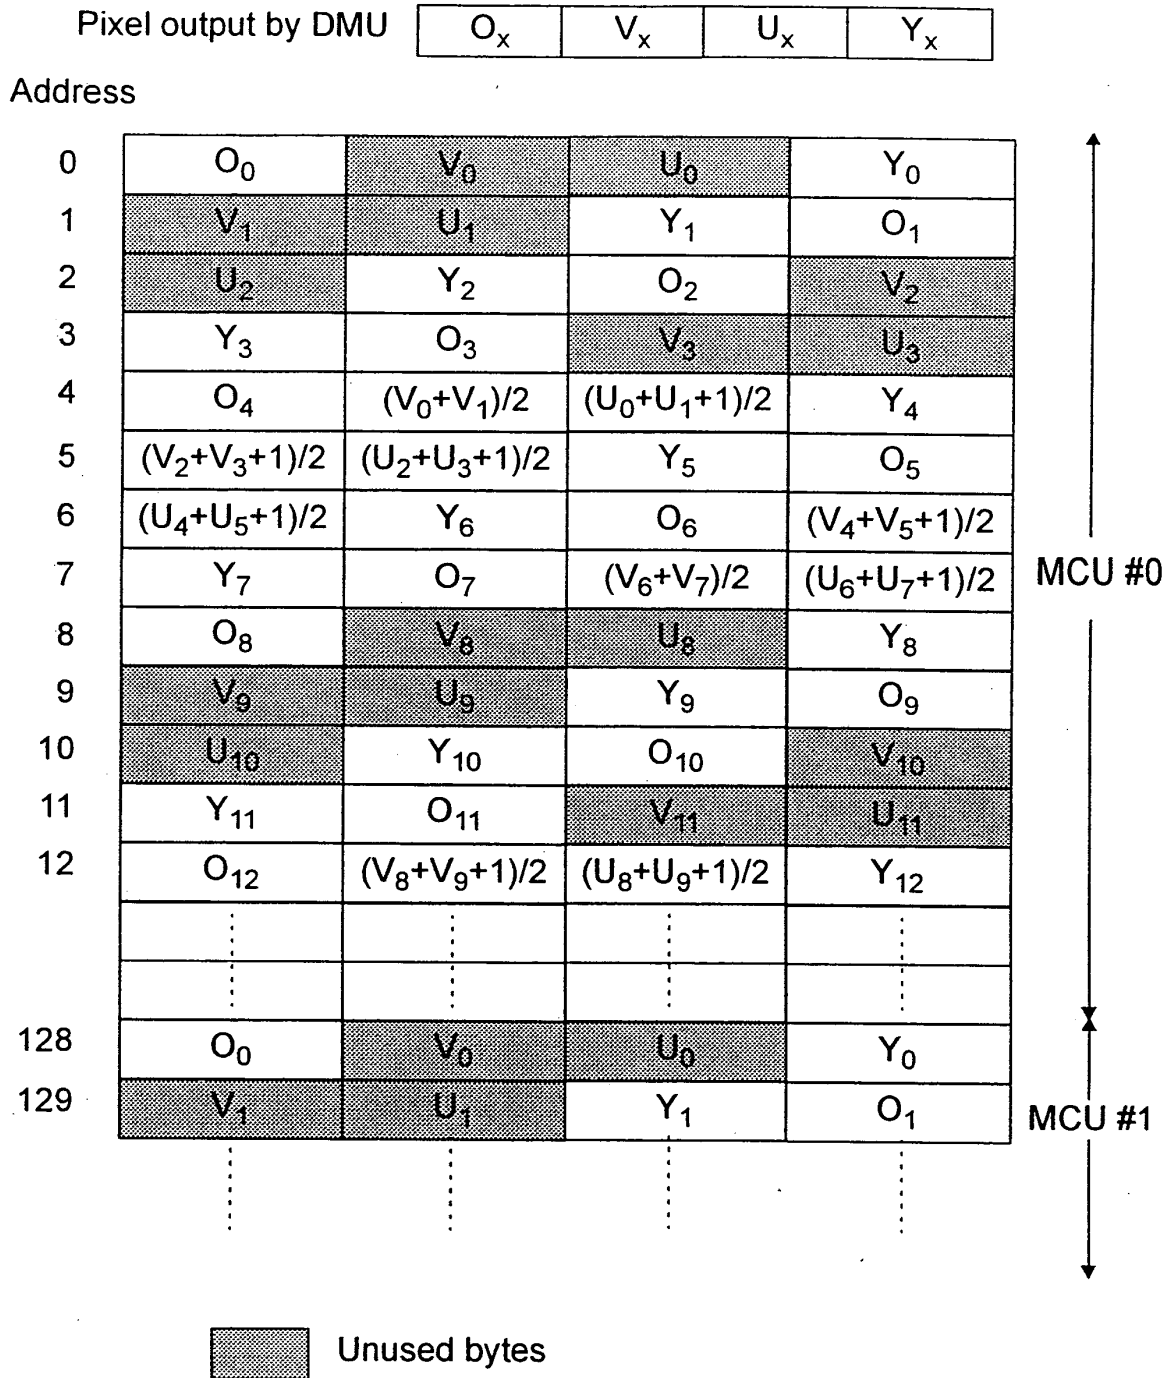 Pixel output by DMU Oₓ Vₓ Uₓ Yₓ
Address
0 O₀ V₀ U₀ Y₀
1 V₁ U₁ Y₁ O₁
2 U₂ Y₂ O₂ V₂
3 Y₃ O₃ V₃ U₃
4 O₄ (V₀+V₁)/2 (U₀+U₁+1)/2 Y₄
5 (V₂+V₃+1)/2 (U₂+U₃+1)/2 Y₅ O₅
6 (U₄+U₅+1)/2 Y₆ O₆ (V₄+V₅+1)/2
7 Y₇ O₇ (V₆+V₇)/2 (U₆+U₇+1)/2 MCU #0
8 O₈ V₈ U₈ Y₈
9 V₉ U₉ Y₉ O₉
10 U₁₀ Y₁₀ O₁₀ V₁₀
11 Y₁₁ O₁₁ V₁₁ U₁₁
12 O₁₂ (V₈+V₉+1)/2 (U₈+U₉+1)/2 Y₁₂
128 O₀ V₀ U₀ Y₀
129 V₁ U₁ Y₁ O₁ MCU #1
Unused bytes